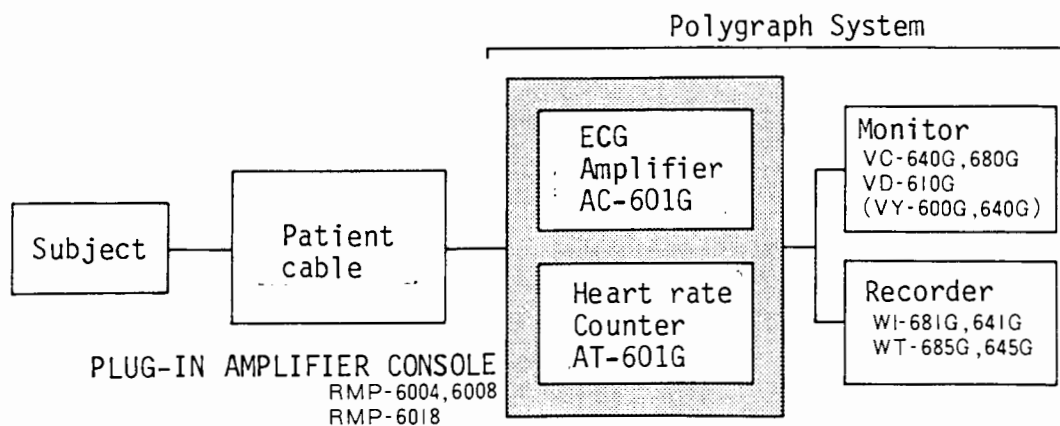 Polygraph System
Subject
Patient
cable
ECG
Amplifier
AC-601G
Heart rate
Counter
AT-601G
Monitor
VC-640G,680G
VD-610G
(VY-600G,640G)
Recorder
WI-681G,641G
WT-685G,645G
PLUG-IN AMPLIFIER CONSOLE
RMP-6004,6008
RMP-6018